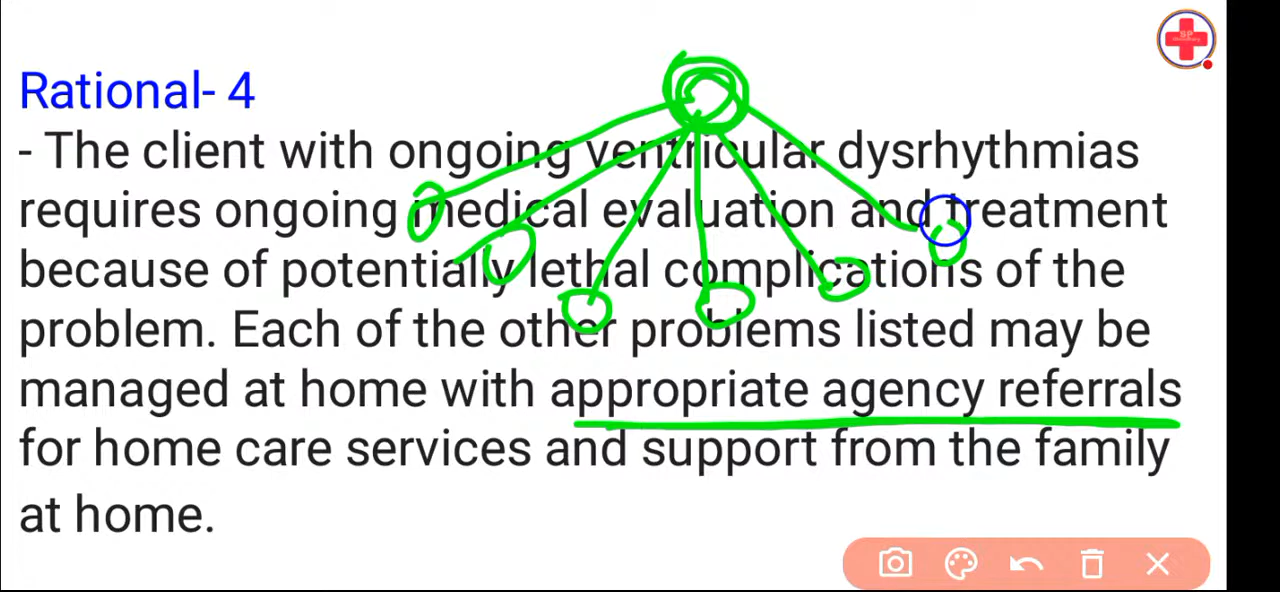 SP
Rational- 4
- The client with ongoing ventricular dysrhythmias
requires ongoing medical evaluation and treatment
because of potentially lethal complications of the
problem. Each of the other problems listed may be
managed at home with appropriate agency referrals
for home care services and support from the family
at home.